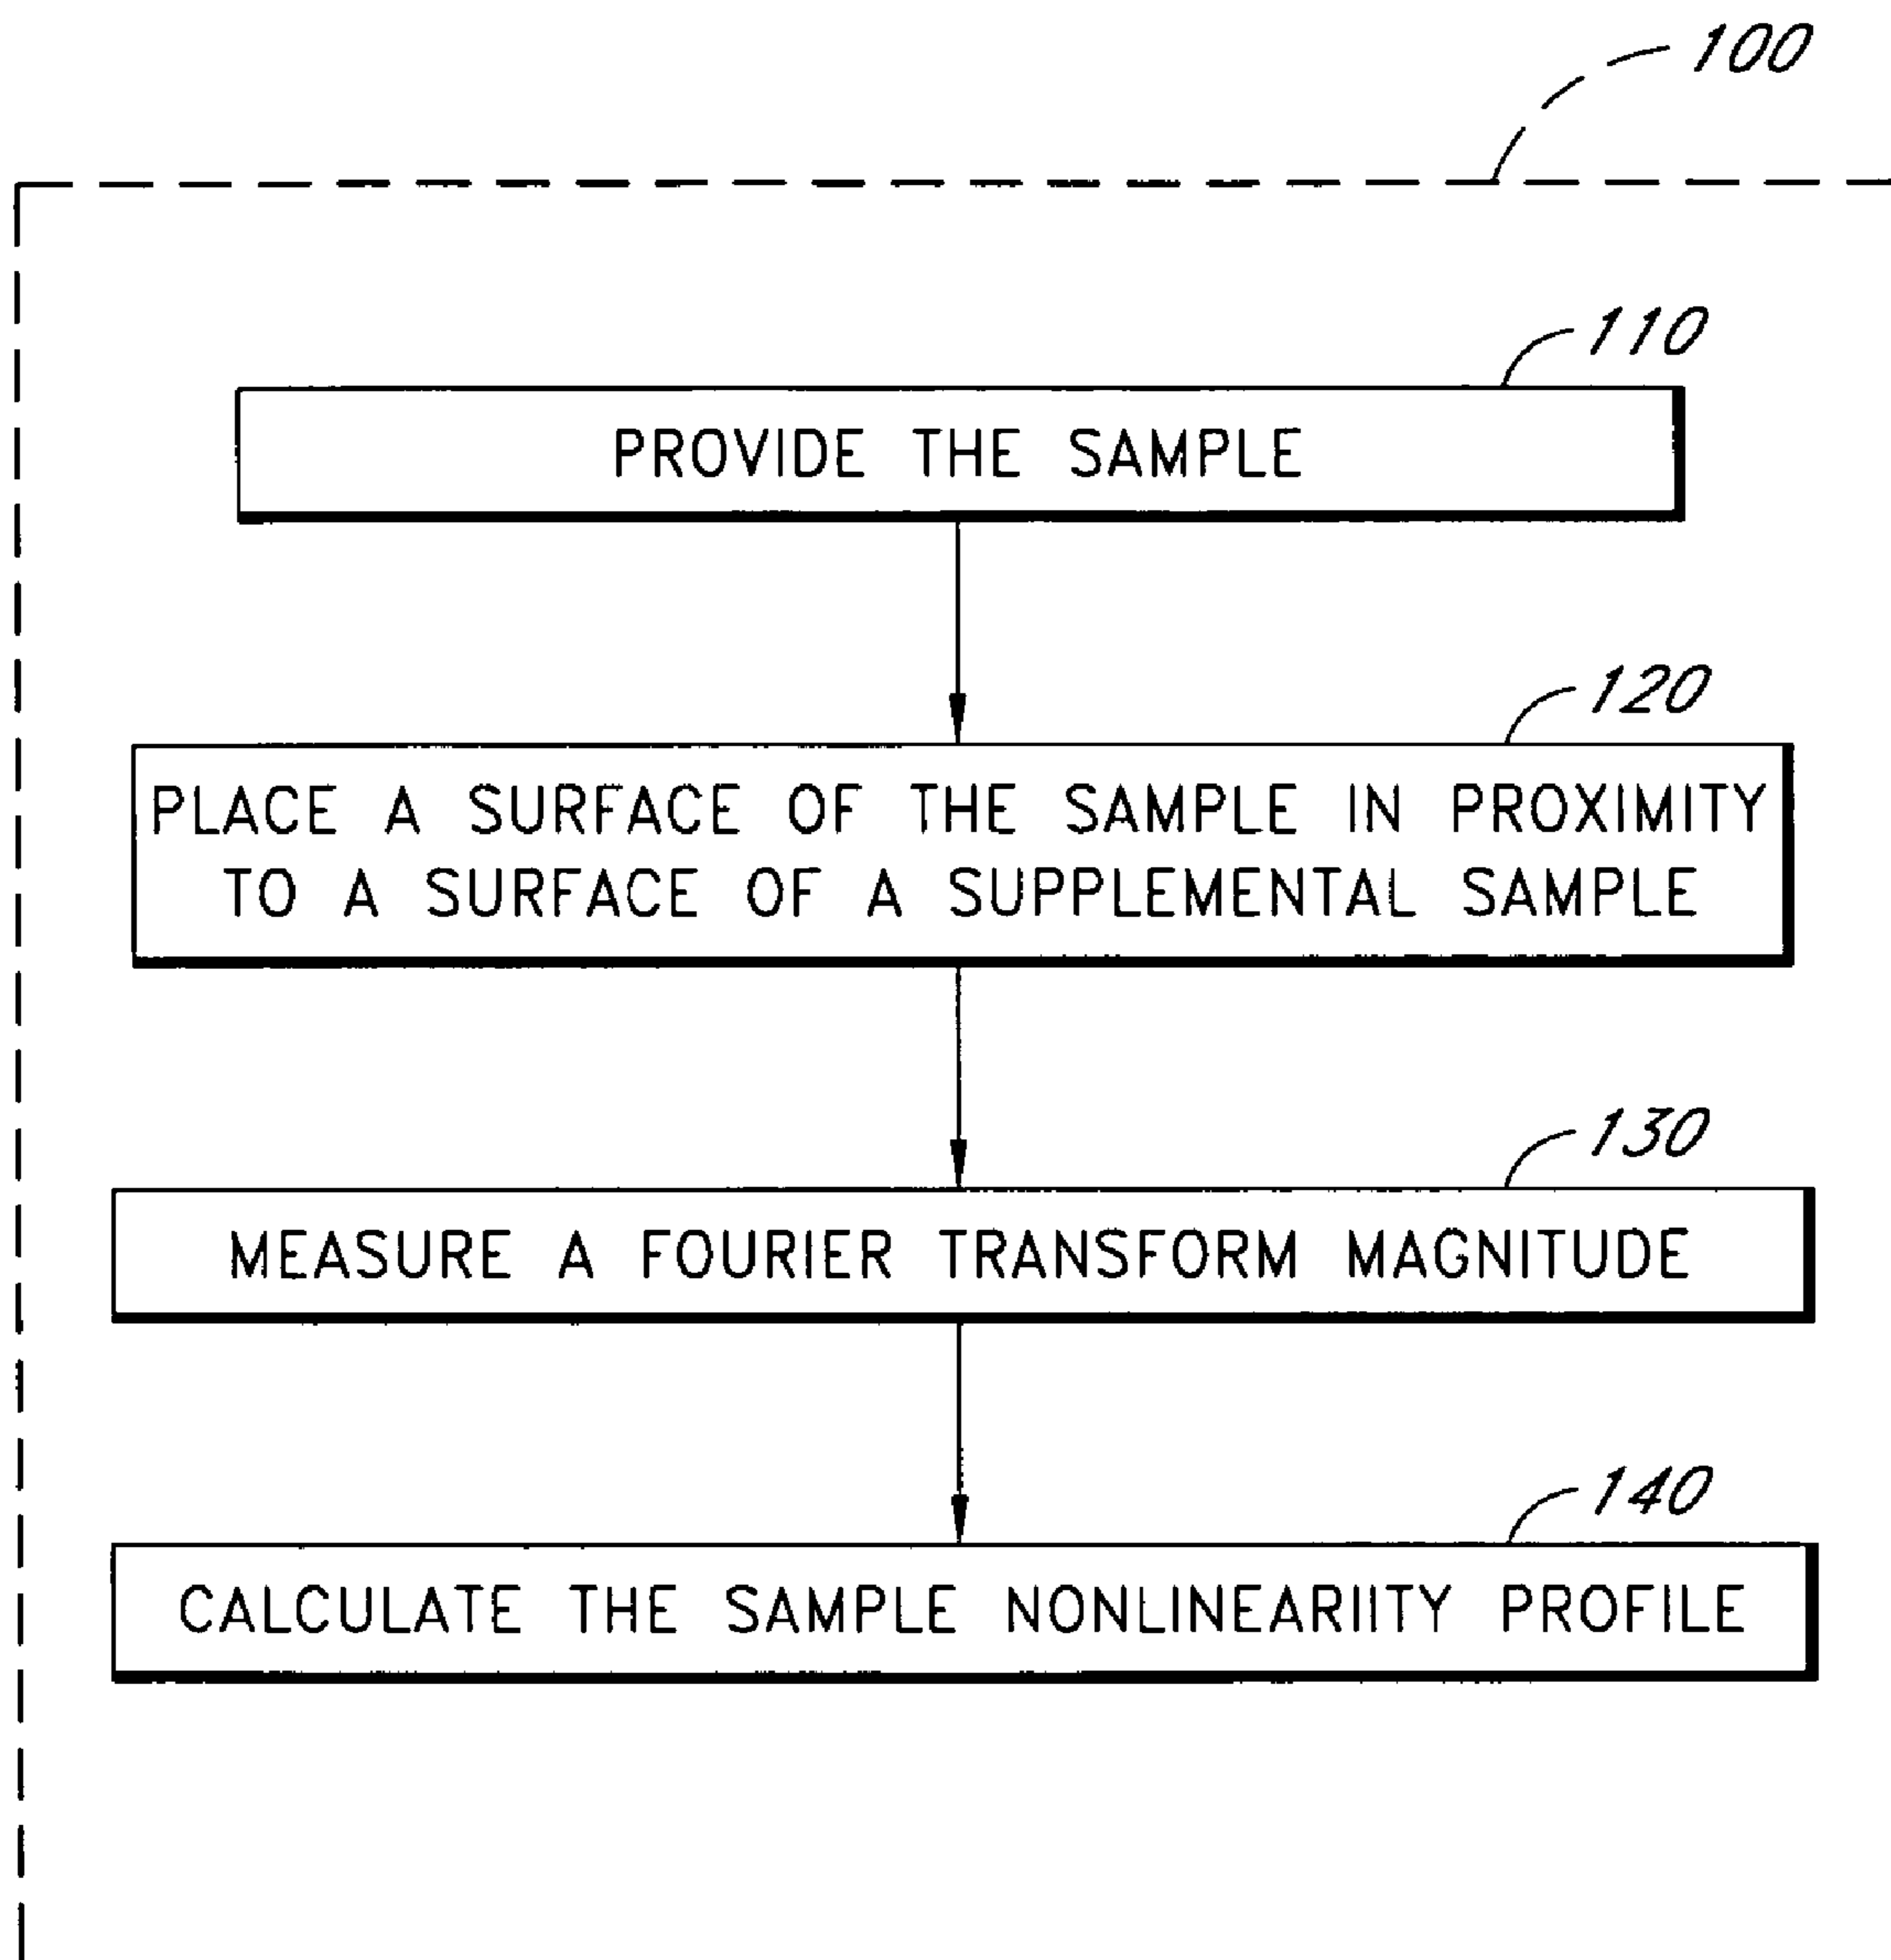 100
110
PROVIDE THE SAMPLE
120
PLACE A SURFACE OF THE SAMPLE IN PROXIMITY
TO A SURFACE OF A SUPPLEMENTAL SAMPLE
130
MEASURE A FOURIER TRANSFORM MAGNITUDE
140
CALCULATE THE SAMPLE NONLINEARIITY PROFILE